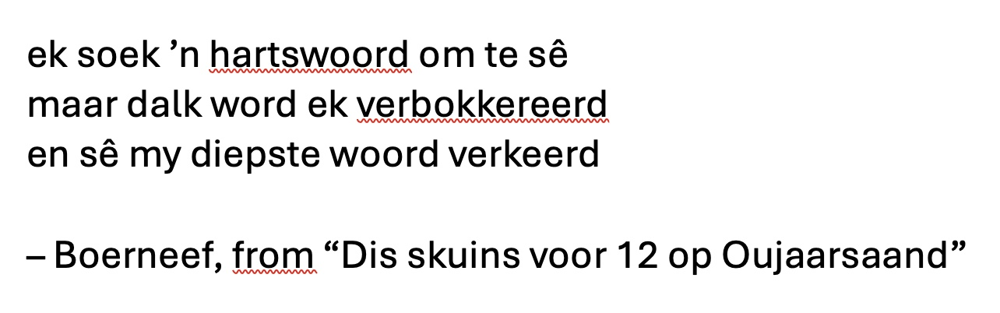 ek soek ’n hartswoord om te sê
maar dalk word ek verbokkereerd
en sê my diepste woord verkeerd
– Boerneef, from “Dis skuins voor 12 op Oujaarsaand”